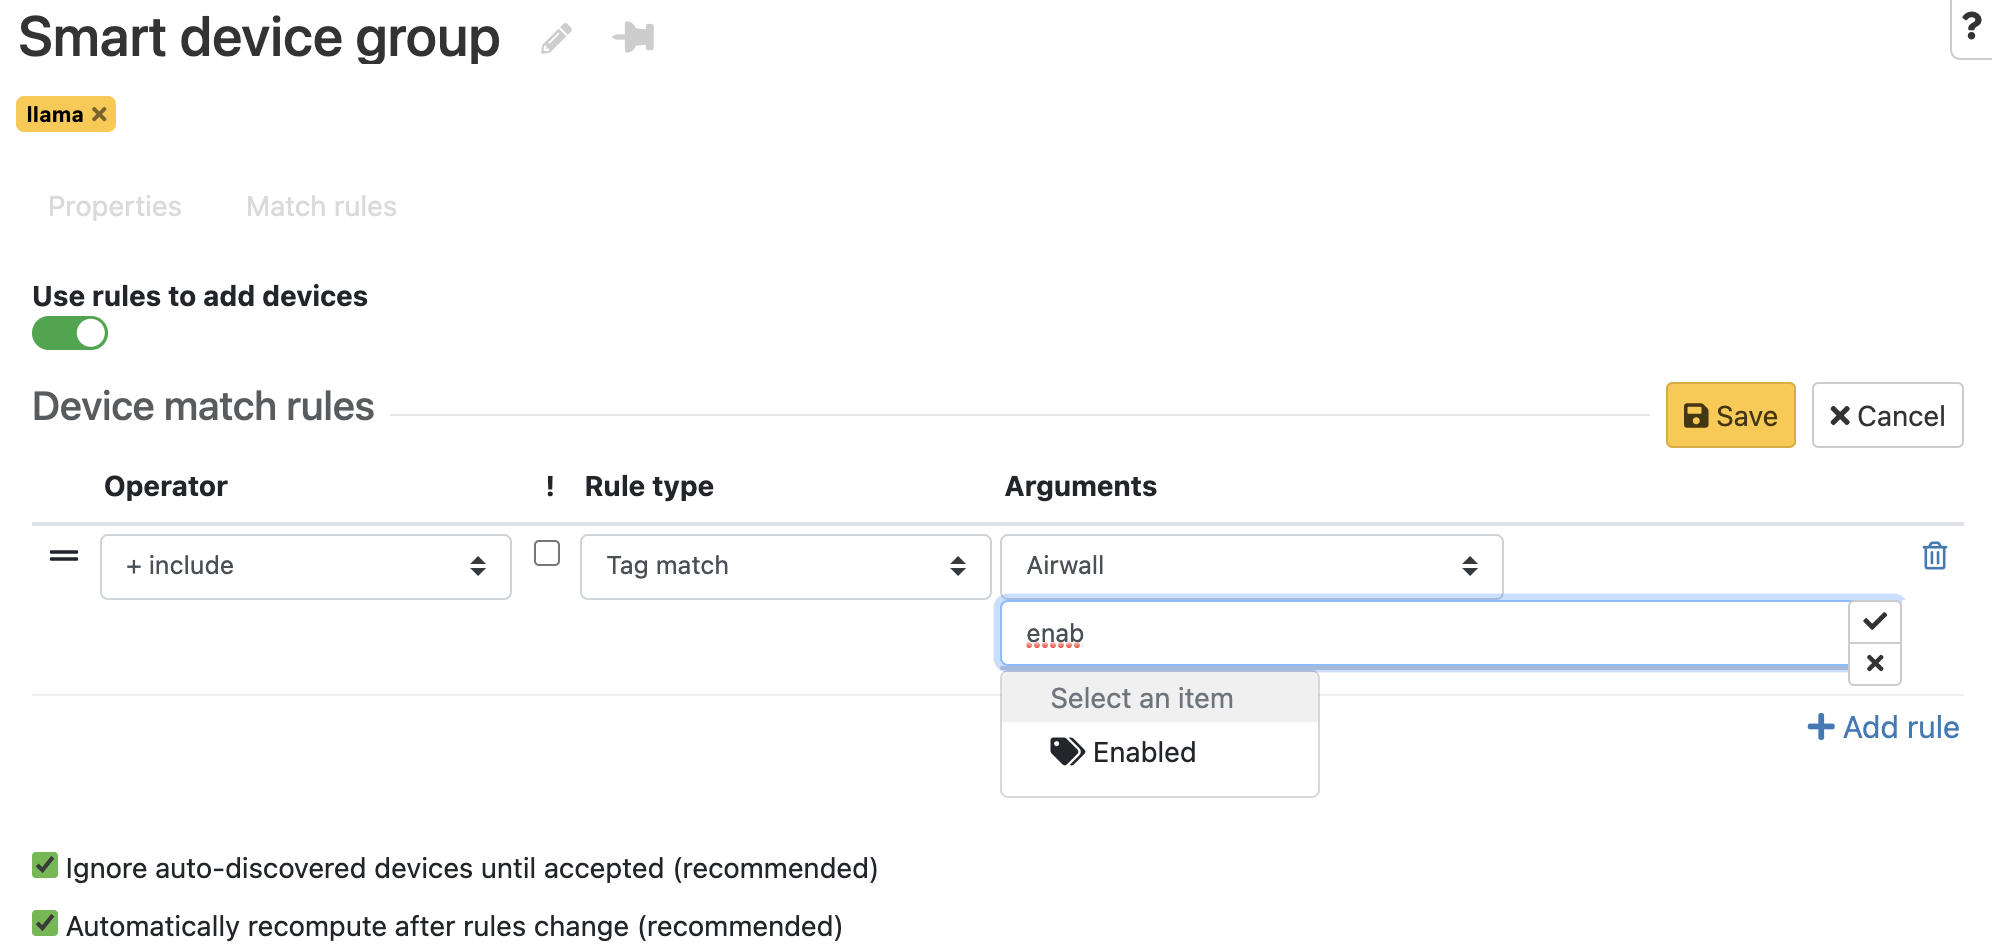 Smart device group
?
llama
Properties Match rules
Use rules to add devices
Device match rules
Save Cancel
Operator ! Rule type Arguments
+ include Tag match Airwall
enab
Select an item
Enabled
Add rule
Ignore auto-discovered devices until accepted (recommended)
Automatically recompute after rules change (recommended)